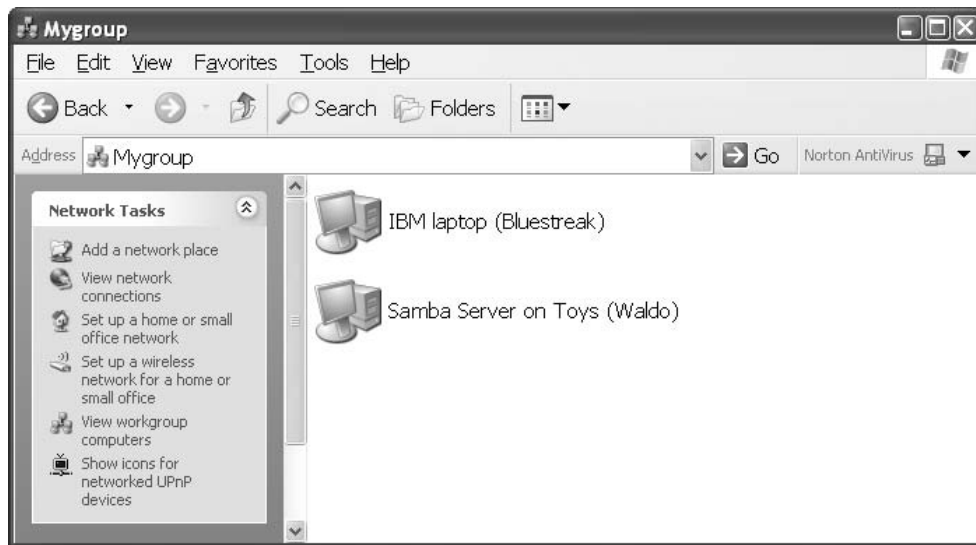 Mygroup
File Edit View Favorites Tools Help
Back Search Folders
Address Mygroup Go Norton AntiVirus
Network Tasks
Add a network place
View network
connections
Set up a home or small
office network
Set up a wireless
network for a home or
small office
View workgroup
computers
Show icons for
networked UPnP
devices
IBM laptop (Bluestreak)
Samba Server on Toys (Waldo)